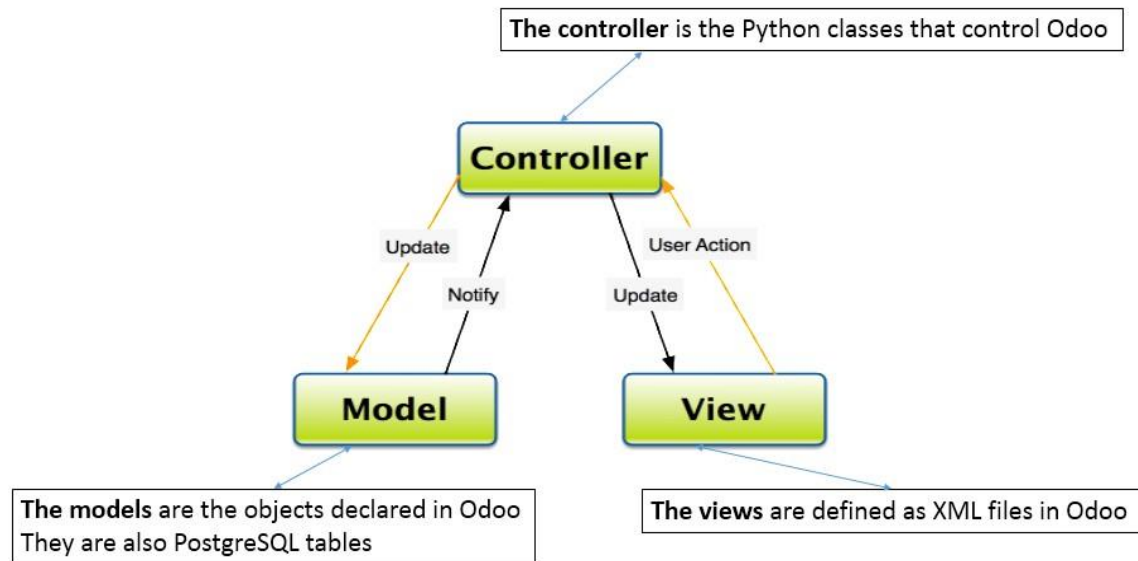 The controller is the Python classes that control Odoo
Controller
Update
User Action
Notify
Update
Model
View
The models are the objects declared in Odoo
They are also PostgreSQL tables
The views are defined as XML files in Odoo